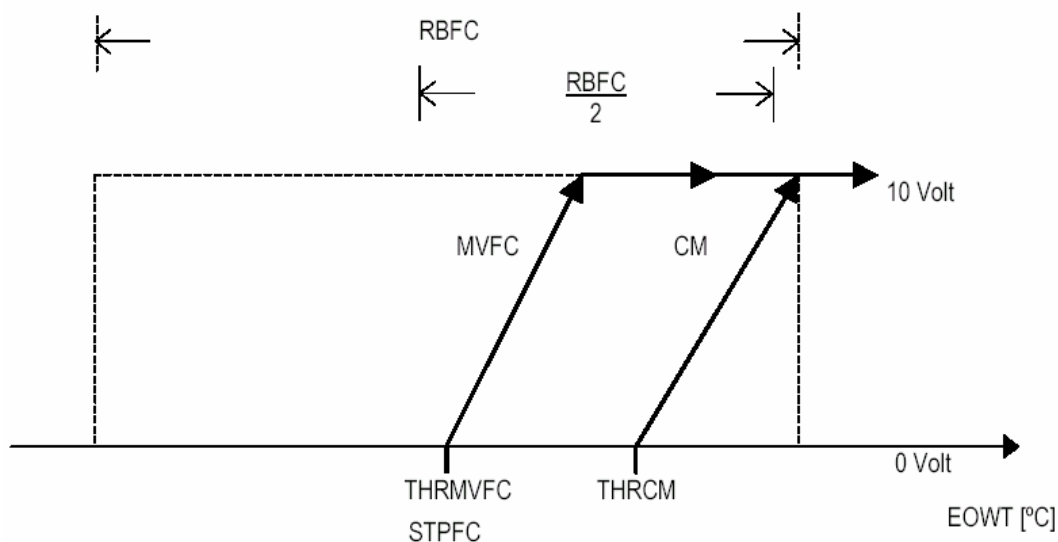 RBFC
RBFC
2
10 Volt
MVFC
CM
0 Volt
THRMVFC
THRCM
STPFC
EOWT [ºC]